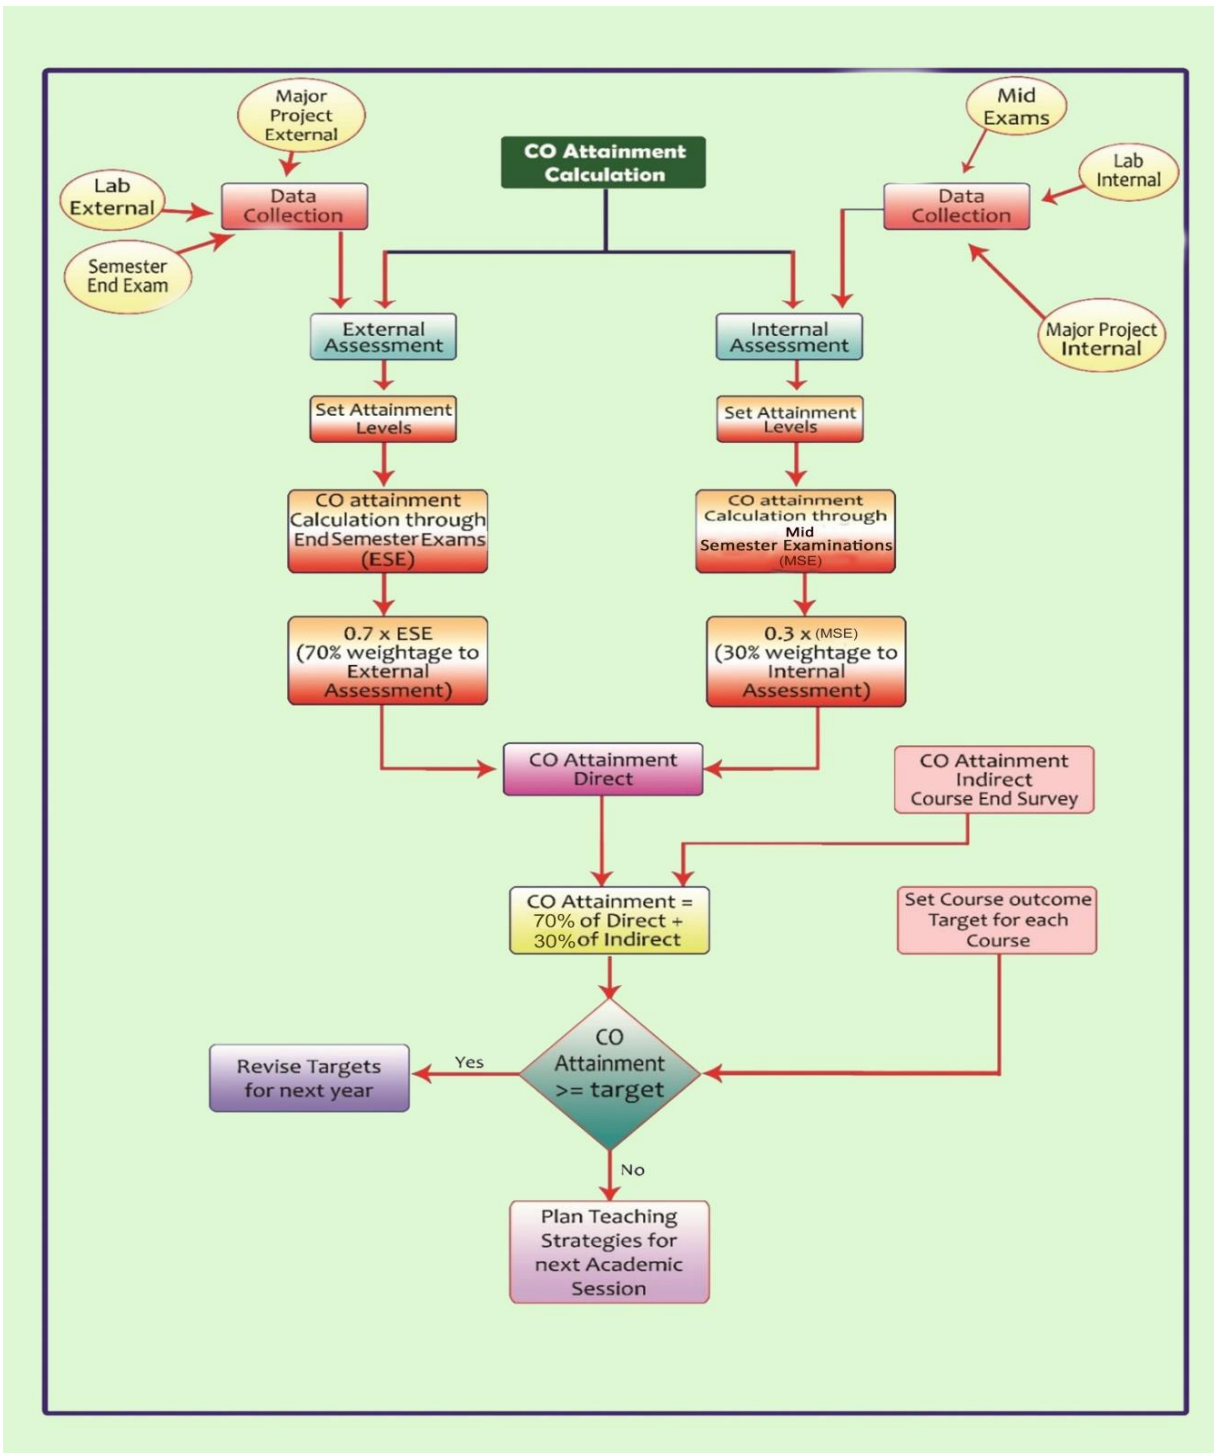 Major
Project
External
Mid
Exams
CO Attainment
Calculation
Lab
Internal
Lab
External
Data
Collection
Data
Collection
Semester
End Exam
External
Assessment
Internal
Assessment
Major Project
Internal
Set Attainment
Levels
Set Attainment
Levels
CO attainment
Calculation through
End Semester Exams
(ESE)
CO attainment
Calculation through
Mid
Semester Examinations
(MSE)
0.7 x ESE
(70% weightage to
External
Assessment)
0.3 x (MSE)
(30% weightage to
Internal
Assessment)
CO Attainment
Direct
CO Attainment
Indirect
Course End Survey
CO Attainment =
70% of Direct +
30% of Indirect
Set Course outcome
Target for each
Course
CO
Attainment
>= target
Yes
Revise Targets
for next year
No
Plan Teaching
Strategies for
next Academic
Session